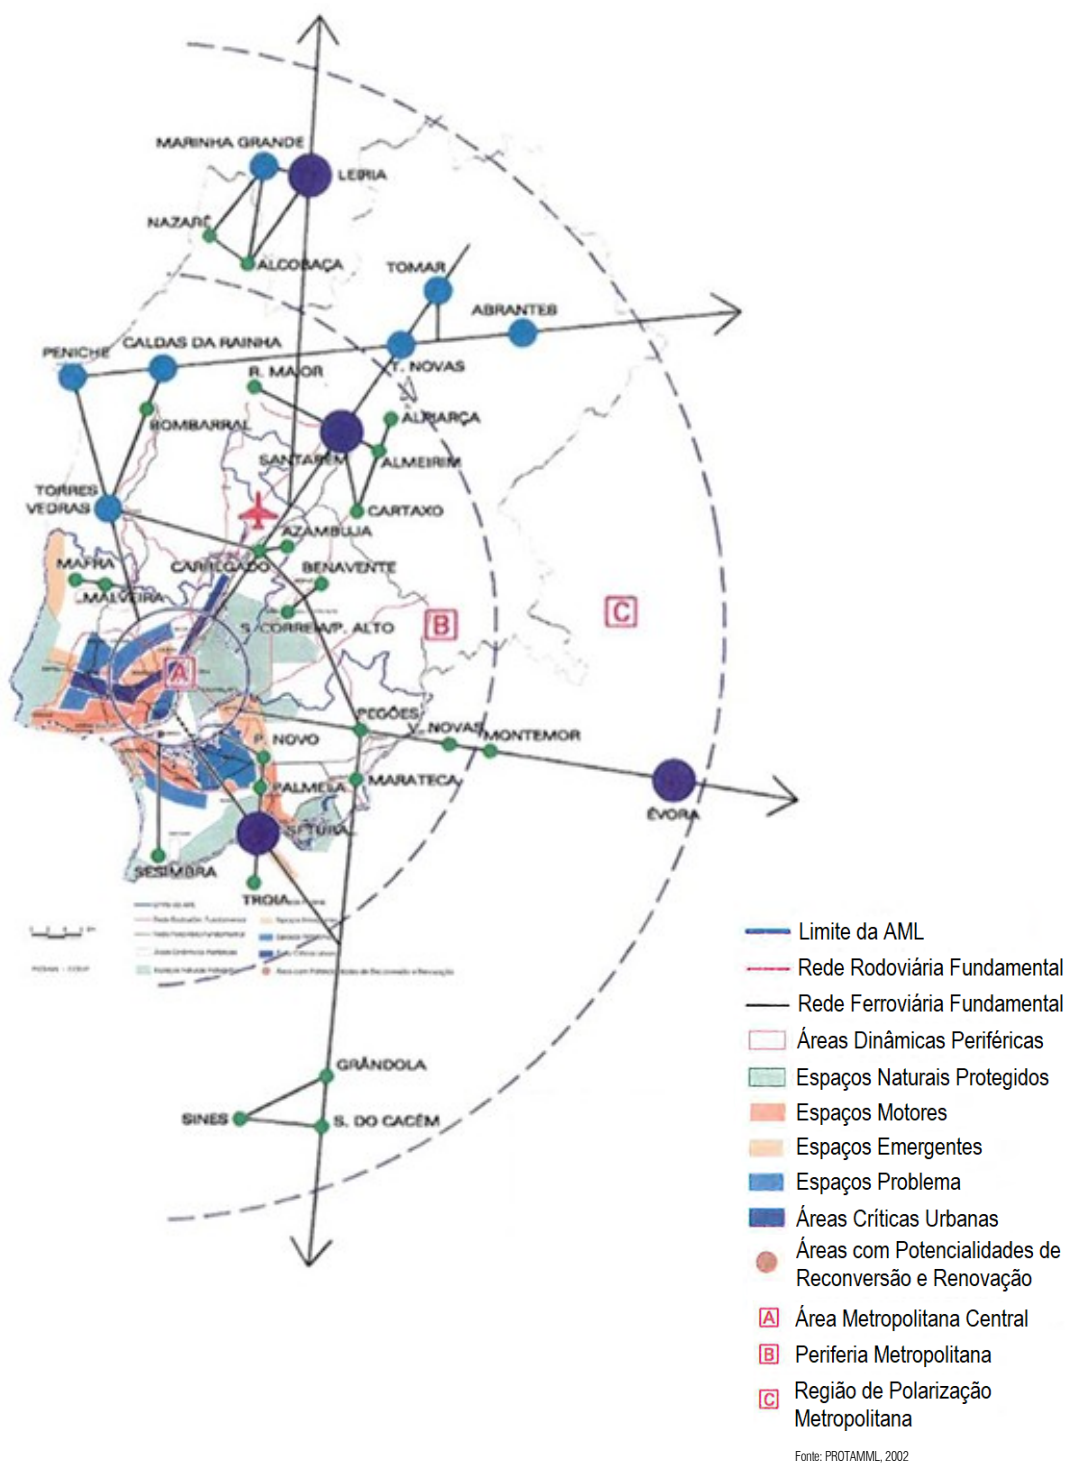 MARINHA GRANDE
LEIRIA
NAZARÉ
ALCOBAÇA
TOMAR
ABRANTES
CALDAS DA RAINHA
PENICHE
T. NOVAS
R. MAIOR
BOMBARRAL
ALPIARÇA
SANTARÉM
ALMEIRIM
TORRES
VEDRAS
CARTAXO
AZAMBUJA
MAFRA
CARREGADO
BENAVENTE
MALVEIRA
S. CORREIA/P. ALTO
B
C
A
PEGÕES
V. NOVAS
MONTEMOR
P. NOVO
PALMELA
MARATECA
ÉVORA
SETÚBAL
SESIMBRA
TROIA
GRÂNDOLA
SINES
S. DO CACÉM
Limite da AML
Rede Rodoviária Fundamental
Rede Ferroviária Fundamental
Áreas Dinâmicas Periféricas
Espaços Naturais Protegidos
Espaços Motores
Espaços Emergentes
Espaços Problema
Áreas Críticas Urbanas
Áreas com Potencialidades de
Reconversão e Renovação
A Área Metropolitana Central
B Periferia Metropolitana
C Região de Polarização
Metropolitana
Fonte: PROTAMML, 2002